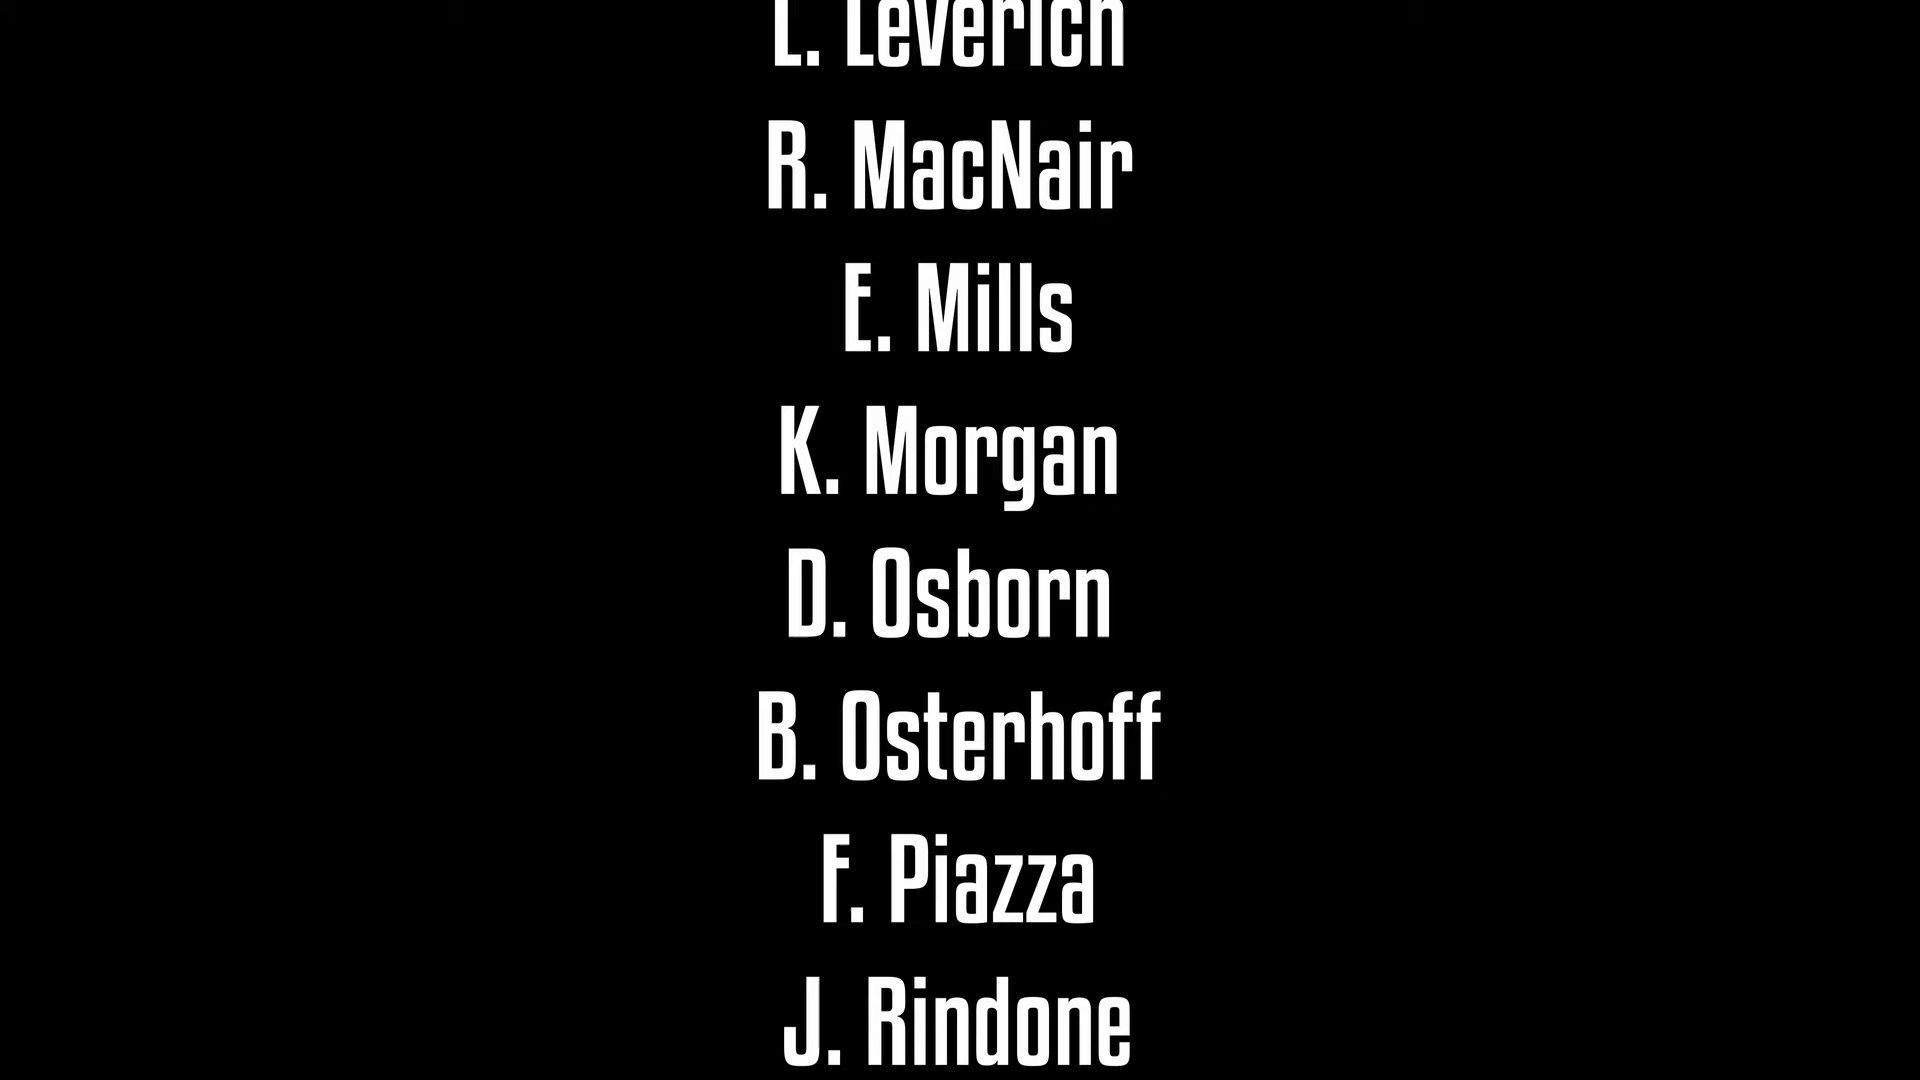 L. Leverich
R. MacNair
E. Mills
K. Morgan
D. Osborn
B. Osterhoff
F. Piazza
J. Rindone